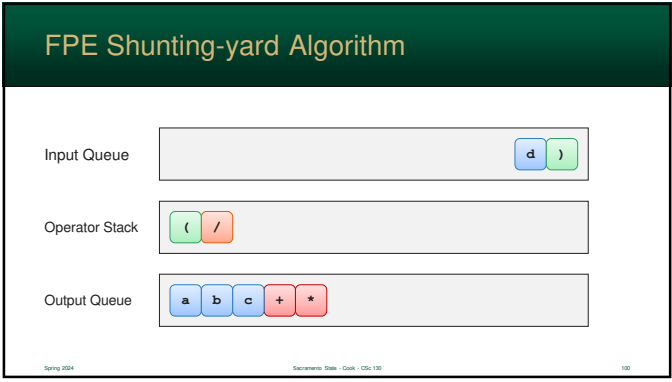 FPE Shunting-yard Algorithm
Input Queue
d )
Operator Stack
( /
Output Queue
a b c + *
Spring 2024 Sacramento State - Cook - CSc 130 100